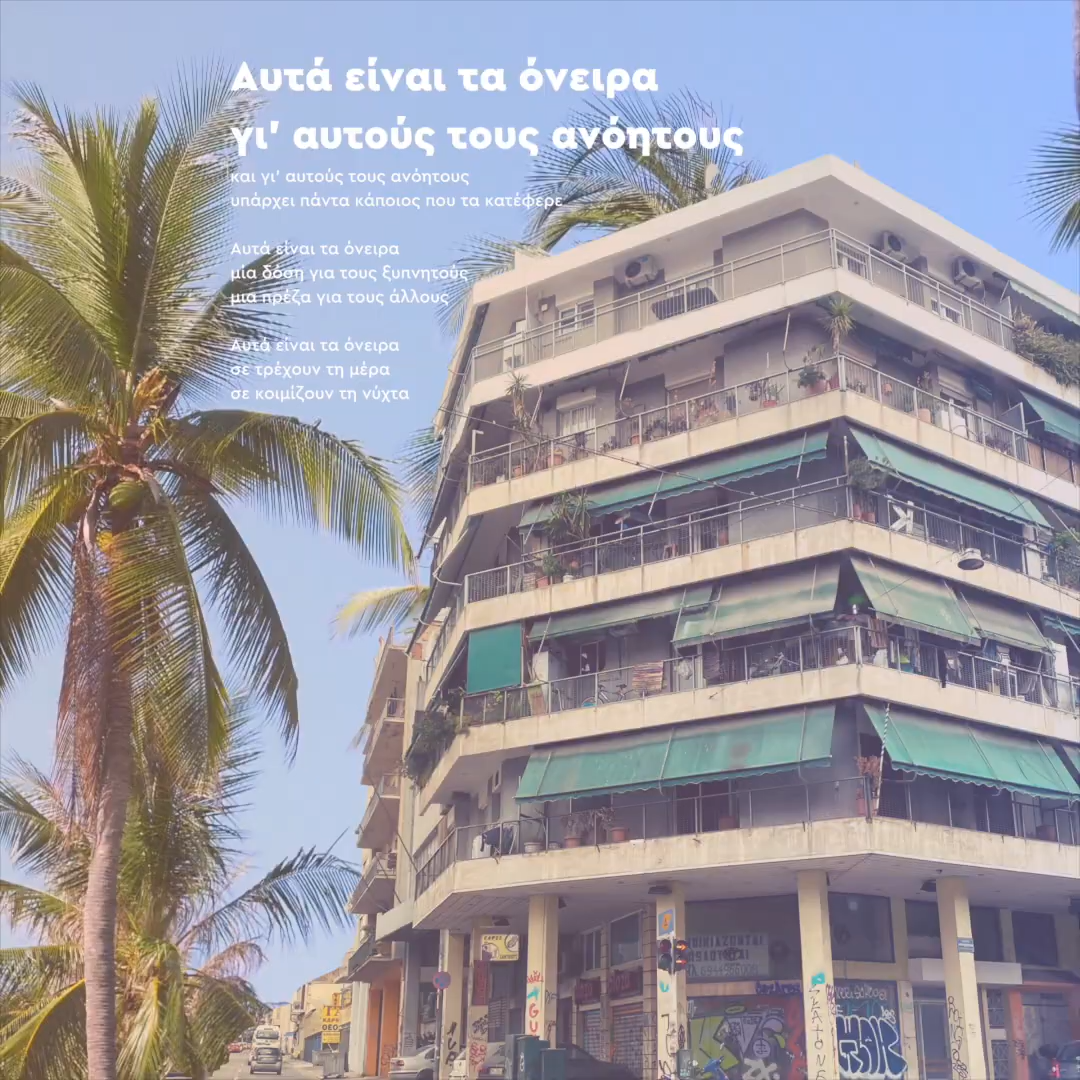 Αυτά είναι τα όνειρα
γι' αυτούς τους ανόητους
και γι' αυτούς τους ανόητους
υπάρχει πάντα κάποιος που τα κατέφερε
Αυτά είναι τα όνειρα
μία δόση για τους ξυπνητούς
μια πρέζα για τους άλλους
Αυτά είναι τα όνειρα
σε τρέχουν τη μέρα
σε κοιμίζουν τη νύχτα